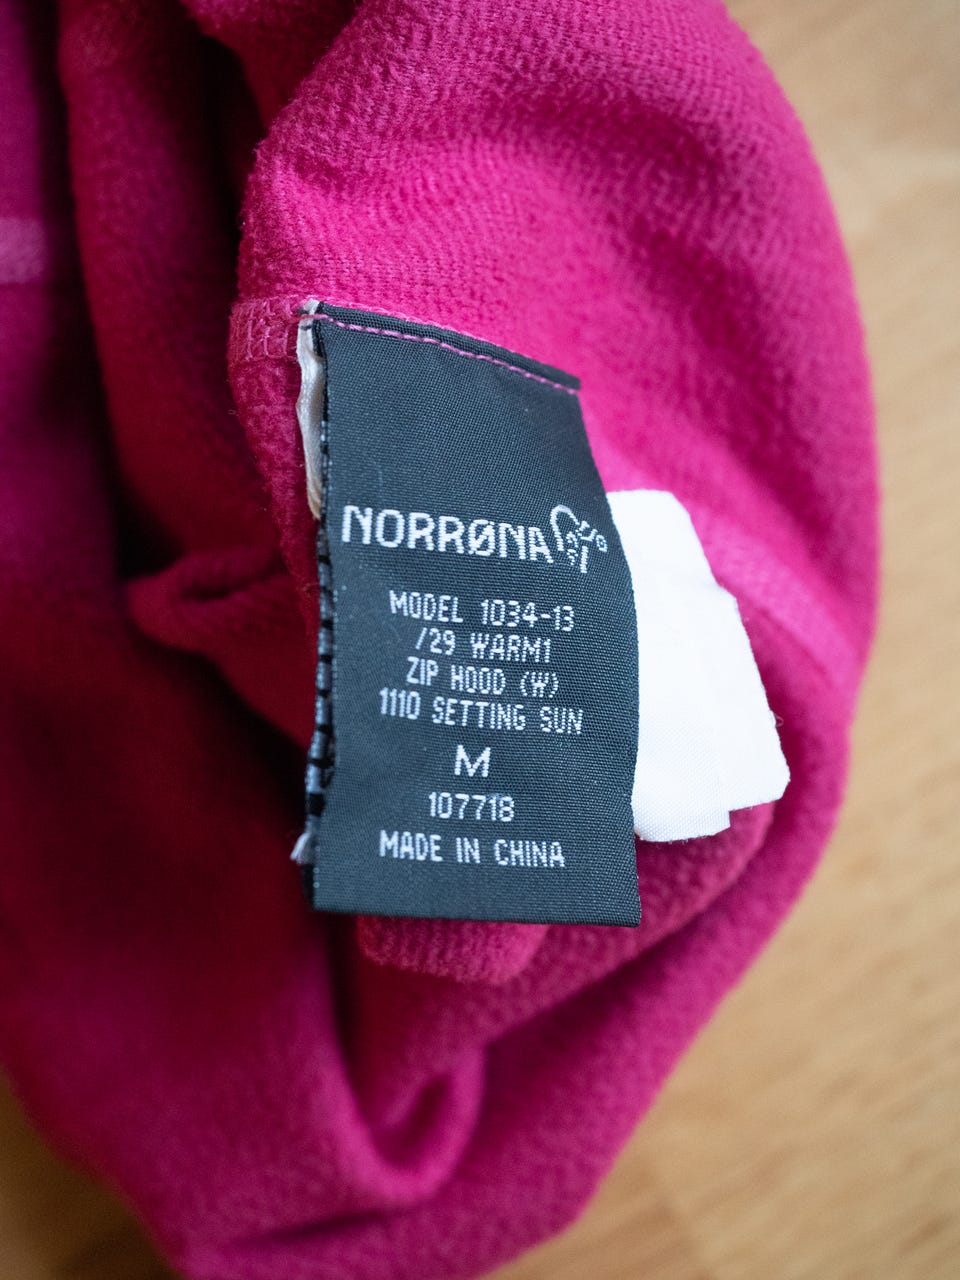 NORRØNA
MODEL 1034-13
/29 WARM1
ZIP HOOD (W)
1110 SETTING SUN
M
107718
MADE IN CHINA